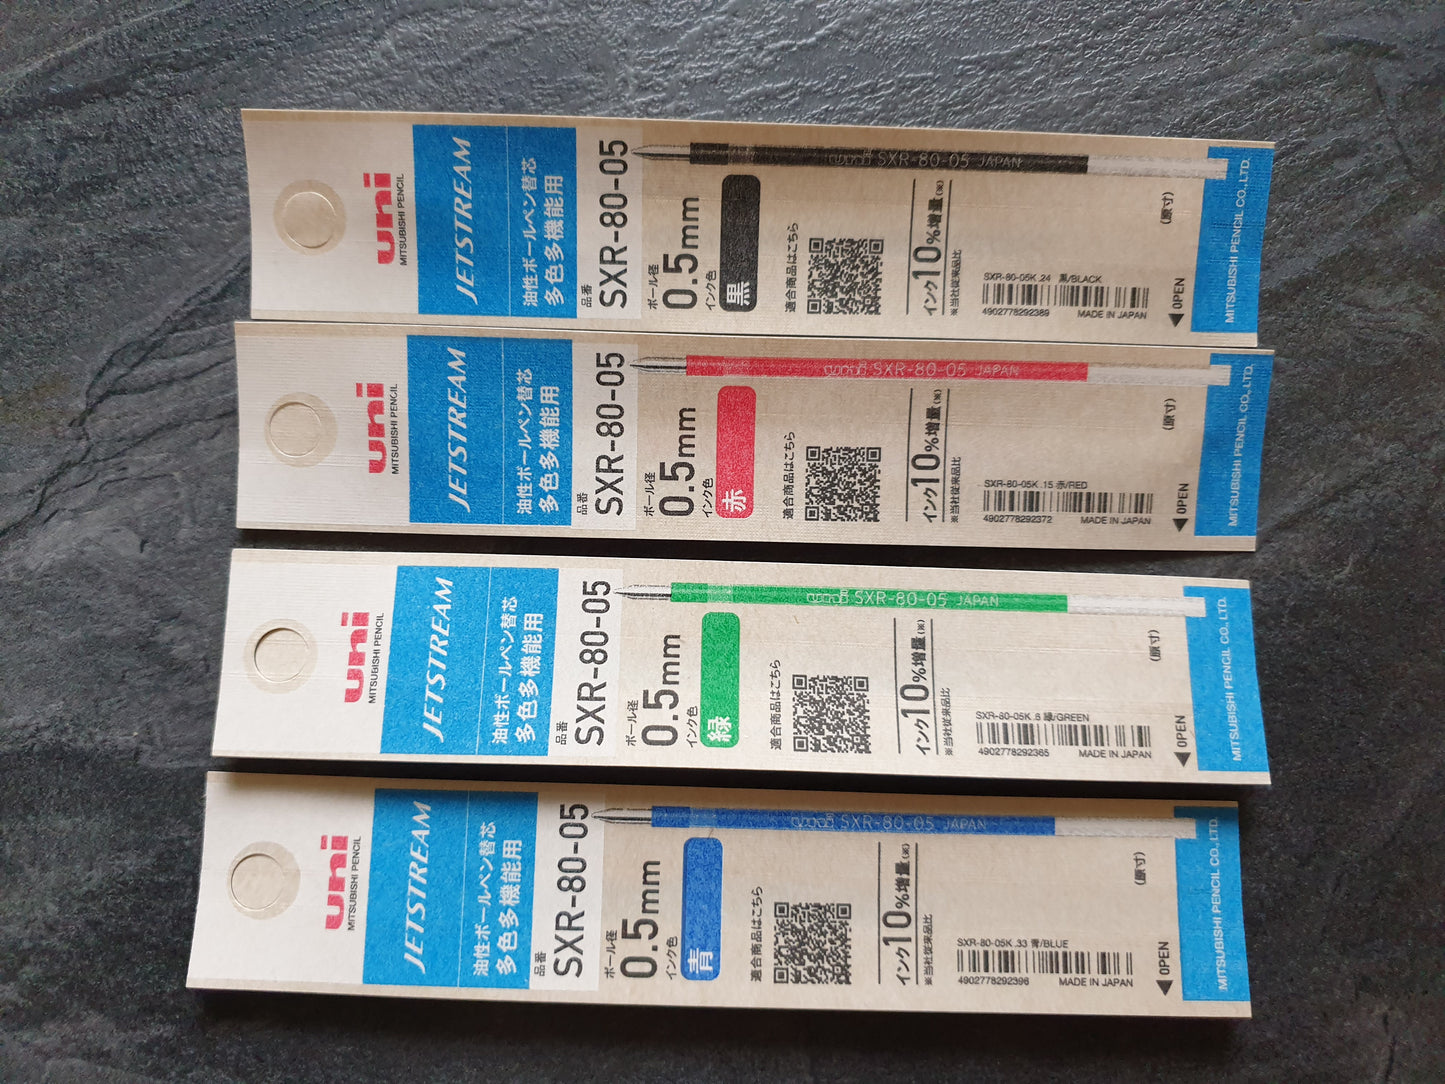 uni
MITSUBISHI PENCIL
JETSTREAM
油性ボールペン替芯
多色多機能用
品番
SXR-80-05
ボール径
0.5mm
インク色
黒
uni SXR-80-05 JAPAN
適合商品はこちら
インク10%増量(※)
※当社従来品比
(原寸)
SXR-80-05K .24 黒/BLACK
4902778292389
MADE IN JAPAN
◀OPEN
MITSUBISHI PENCIL CO., LTD.
uni
MITSUBISHI PENCIL
JETSTREAM
油性ボールペン替芯
多色多機能用
品番
SXR-80-05
ボール径
0.5mm
インク色
赤
uni SXR-80-05 JAPAN
適合商品はこちら
インク10%増量(※)
※当社従来品比
(原寸)
SXR-80-05K .15 赤/RED
4902778292372
MADE IN JAPAN
◀OPEN
MITSUBISHI PENCIL CO., LTD.
uni
MITSUBISHI PENCIL
JETSTREAM
油性ボールペン替芯
多色多機能用
品番
SXR-80-05
ボール径
0.5mm
インク色
緑
uni SXR-80-05 JAPAN
適合商品はこちら
インク10%増量(※)
※当社従来品比
(原寸)
SXR-80-05K .6 緑/GREEN
4902778292365
MADE IN JAPAN
◀OPEN
MITSUBISHI PENCIL CO., LTD.
uni
MITSUBISHI PENCIL
JETSTREAM
油性ボールペン替芯
多色多機能用
品番
SXR-80-05
ボール径
0.5mm
インク色
青
uni SXR-80-05 JAPAN
適合商品はこちら
インク10%増量(※)
※当社従来品比
(原寸)
SXR-80-05K .33 青/BLUE
4902778292396
MADE IN JAPAN
◀OPEN
MITSUBISHI PENCIL CO., LTD.